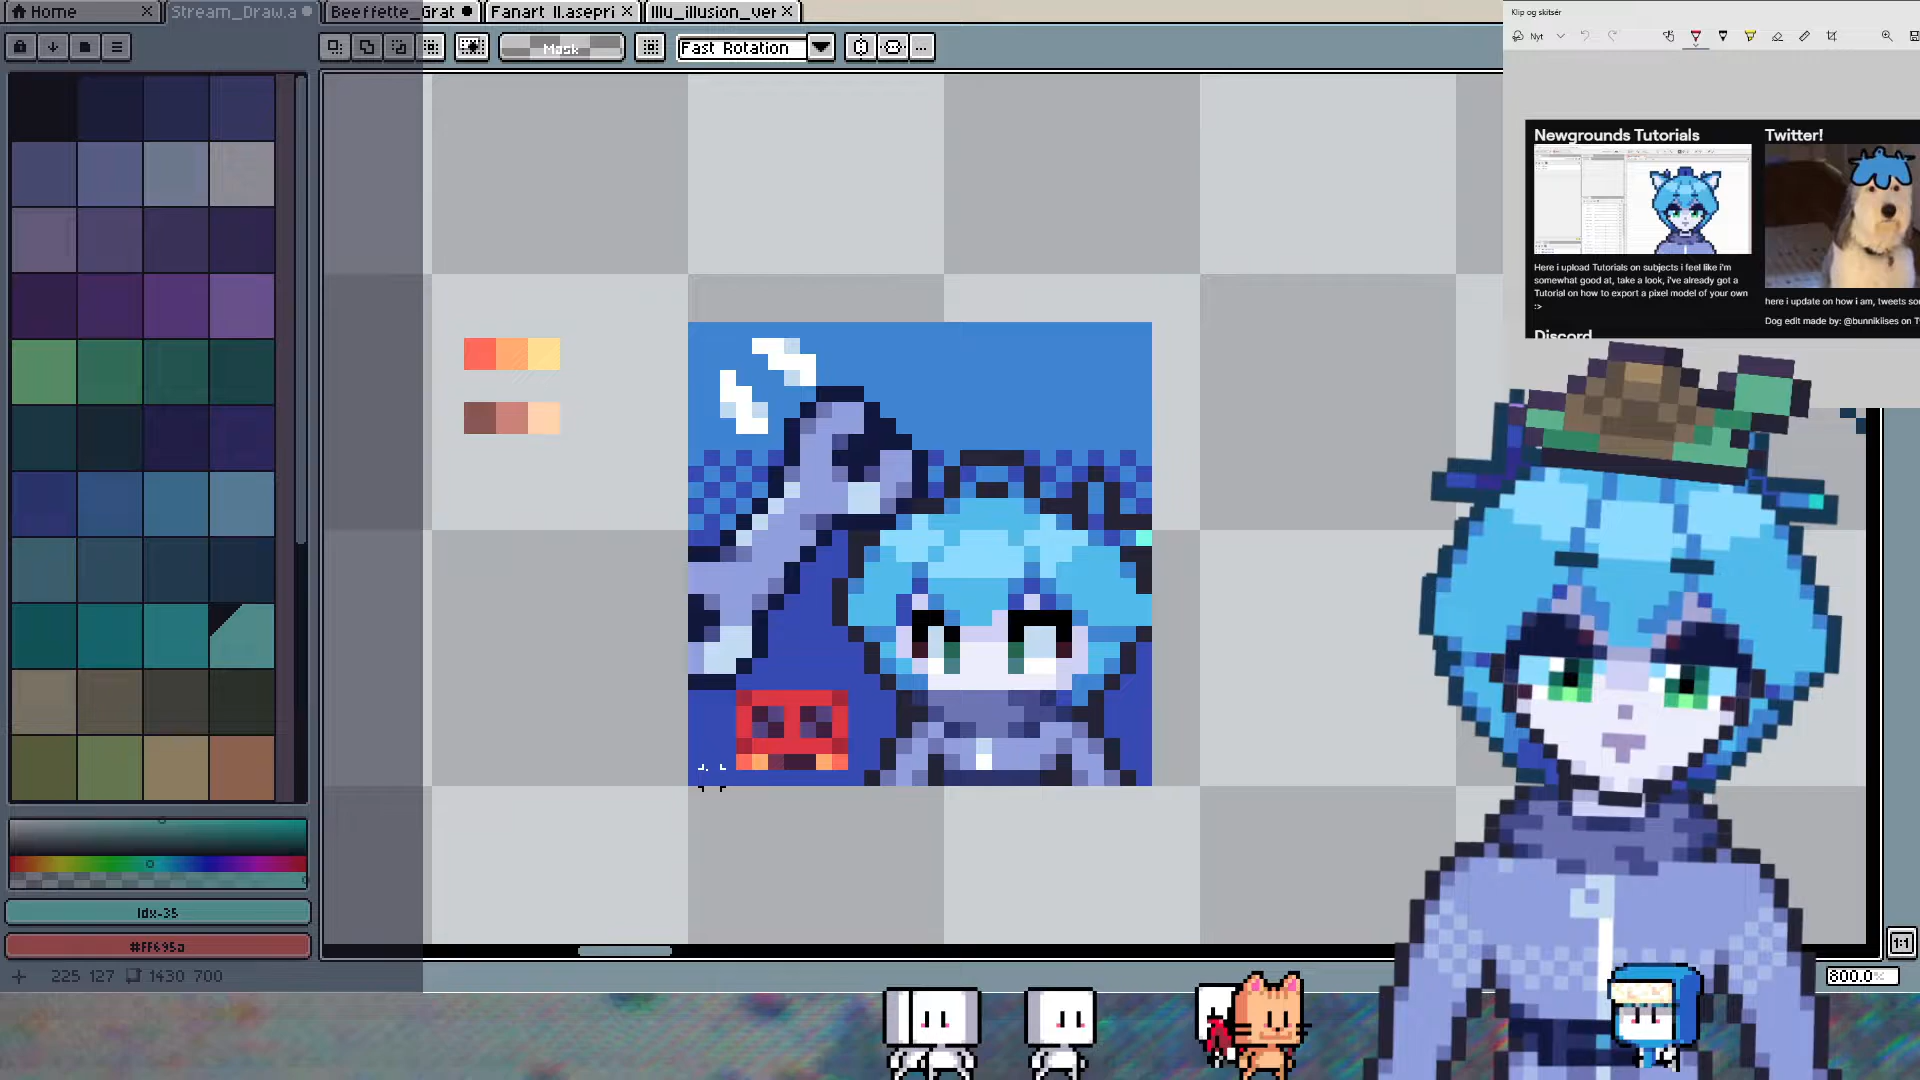 Home
Stream_Draw.a
Beeffette_Grat
Fanart II.asepri
Illu_illusion_ver
Mask
Fast Rotation
...
Klip og skitsér
Nyt
Newgrounds Tutorials
Twitter!
Here i upload Tutorials on subjects i feel like i'm
somewhat good at, take a look, i've already got a
Tutorial on how to export a pixel model of your own
:>
here i update on how i am, tweets so
Dog edit made by: @bunnikiises on T
Discord
Idx-35
#FF695a
225 127
1430 700
1:1
800.0%